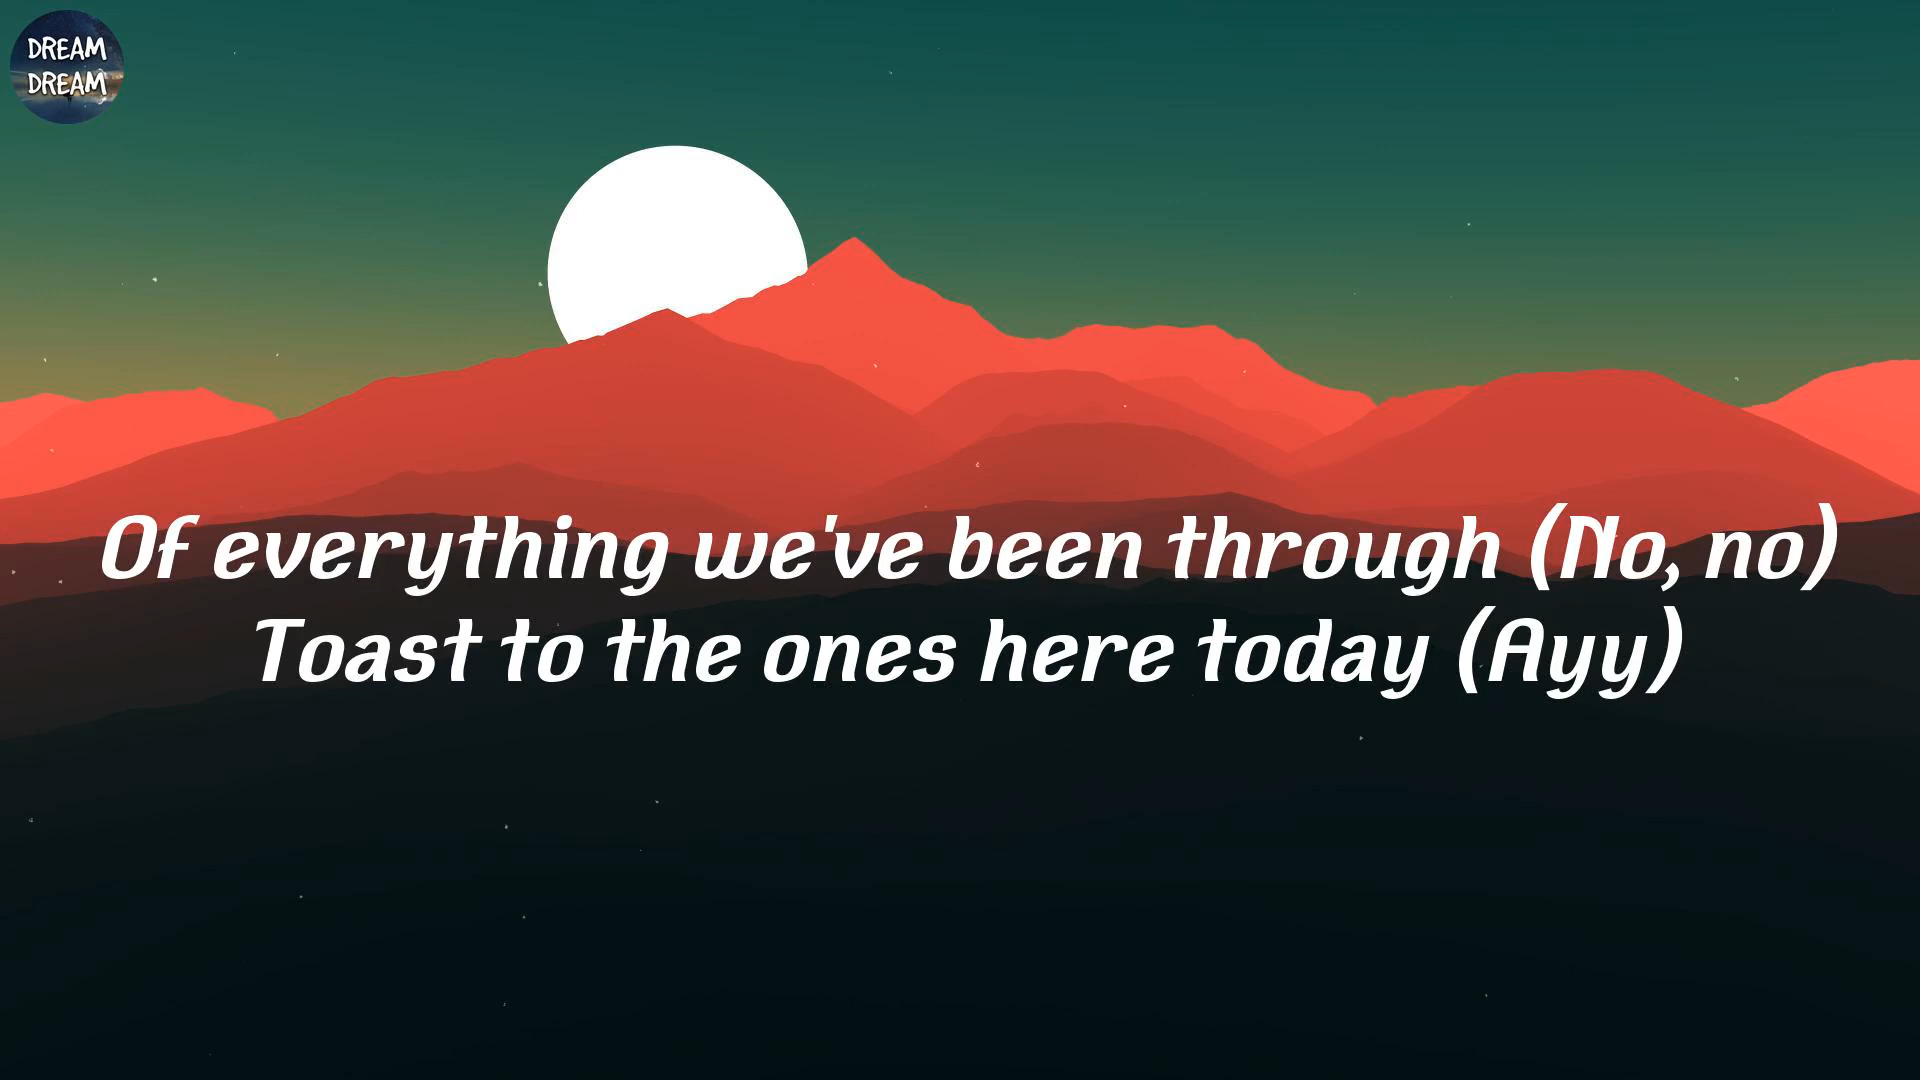 DREAM
DREAM
Of everything we've been through (No, no)
Toast to the ones here today (Ayy)